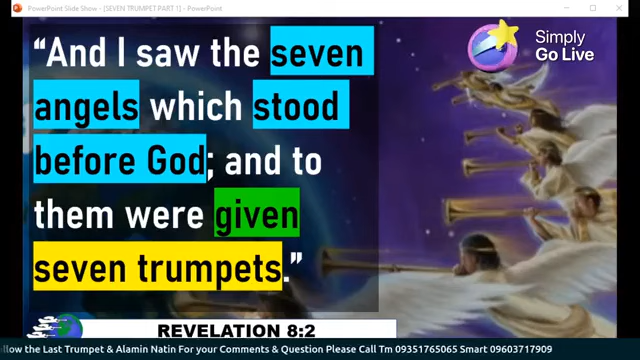 PowerPoint Slide Show - [SEVEN TRUMPET PART 1] - PowerPoint
Simply
Go Live
“And I saw the seven
angels which stood
before God; and to
them were given
seven trumpets.”
REVELATION 8:2
llow the Last Trumpet & Alamin Natin For your Comments & Question Please Call Tm 09351765065 Smart 09603717909